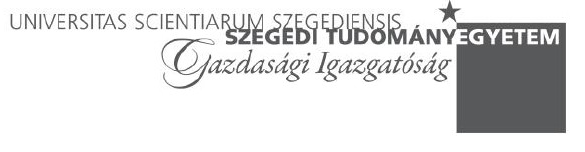 UNIVERSITAS SCIENTIARUM SZEGEDIENSIS
SZEGEDI TUDOMÁNYEGYETEM
Gazdasági Igazgatóság